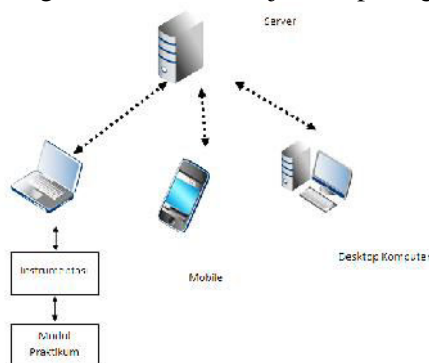 Server
Instrumentasi
Desktop Komputer
Mobile
Modul
Praktikum